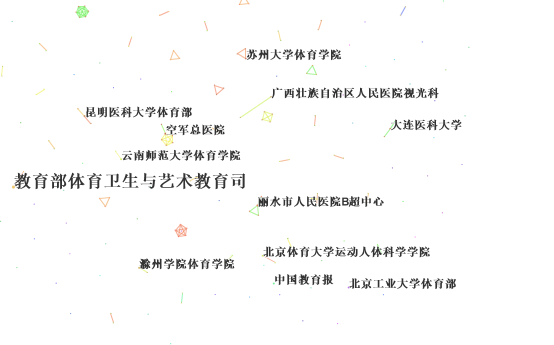 苏州大学体育学院
广西壮族自治区人民医院视光科
昆明医科大学体育部
大连医科大学
空军总医院
云南师范大学体育学院
教育部体育卫生与艺术教育司
丽水市人民医院B超中心
北京体育大学运动人体科学学院
滁州学院体育学院
中国教育报
北京工业大学体育部